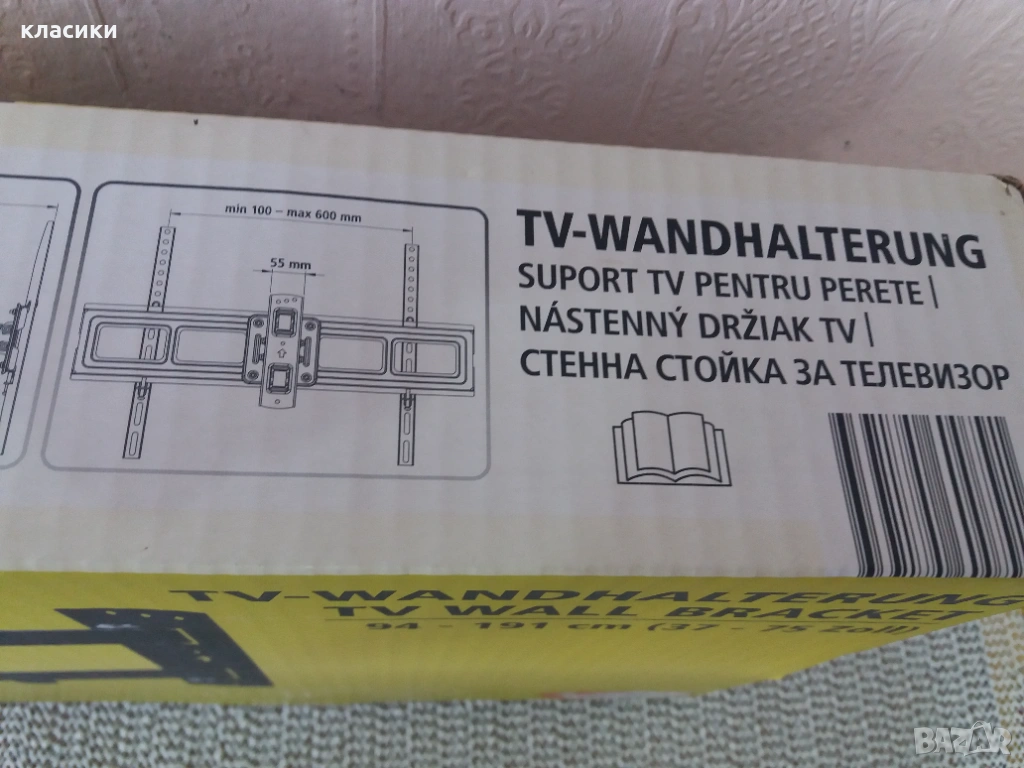 класики
min 100 – max 600 mm
55 mm
TV-WANDHALTERUNG
SUPORT TV PENTRU PERETE |
NÁSTENNÝ DRŽIAK TV |
СТЕННА СТОЙКА ЗА ТЕЛЕВИЗОР
TV-WANDHALTERUNG
TV WALL BRACKET
94 - 191 cm (37 - 75 Zoll)
BAZAR